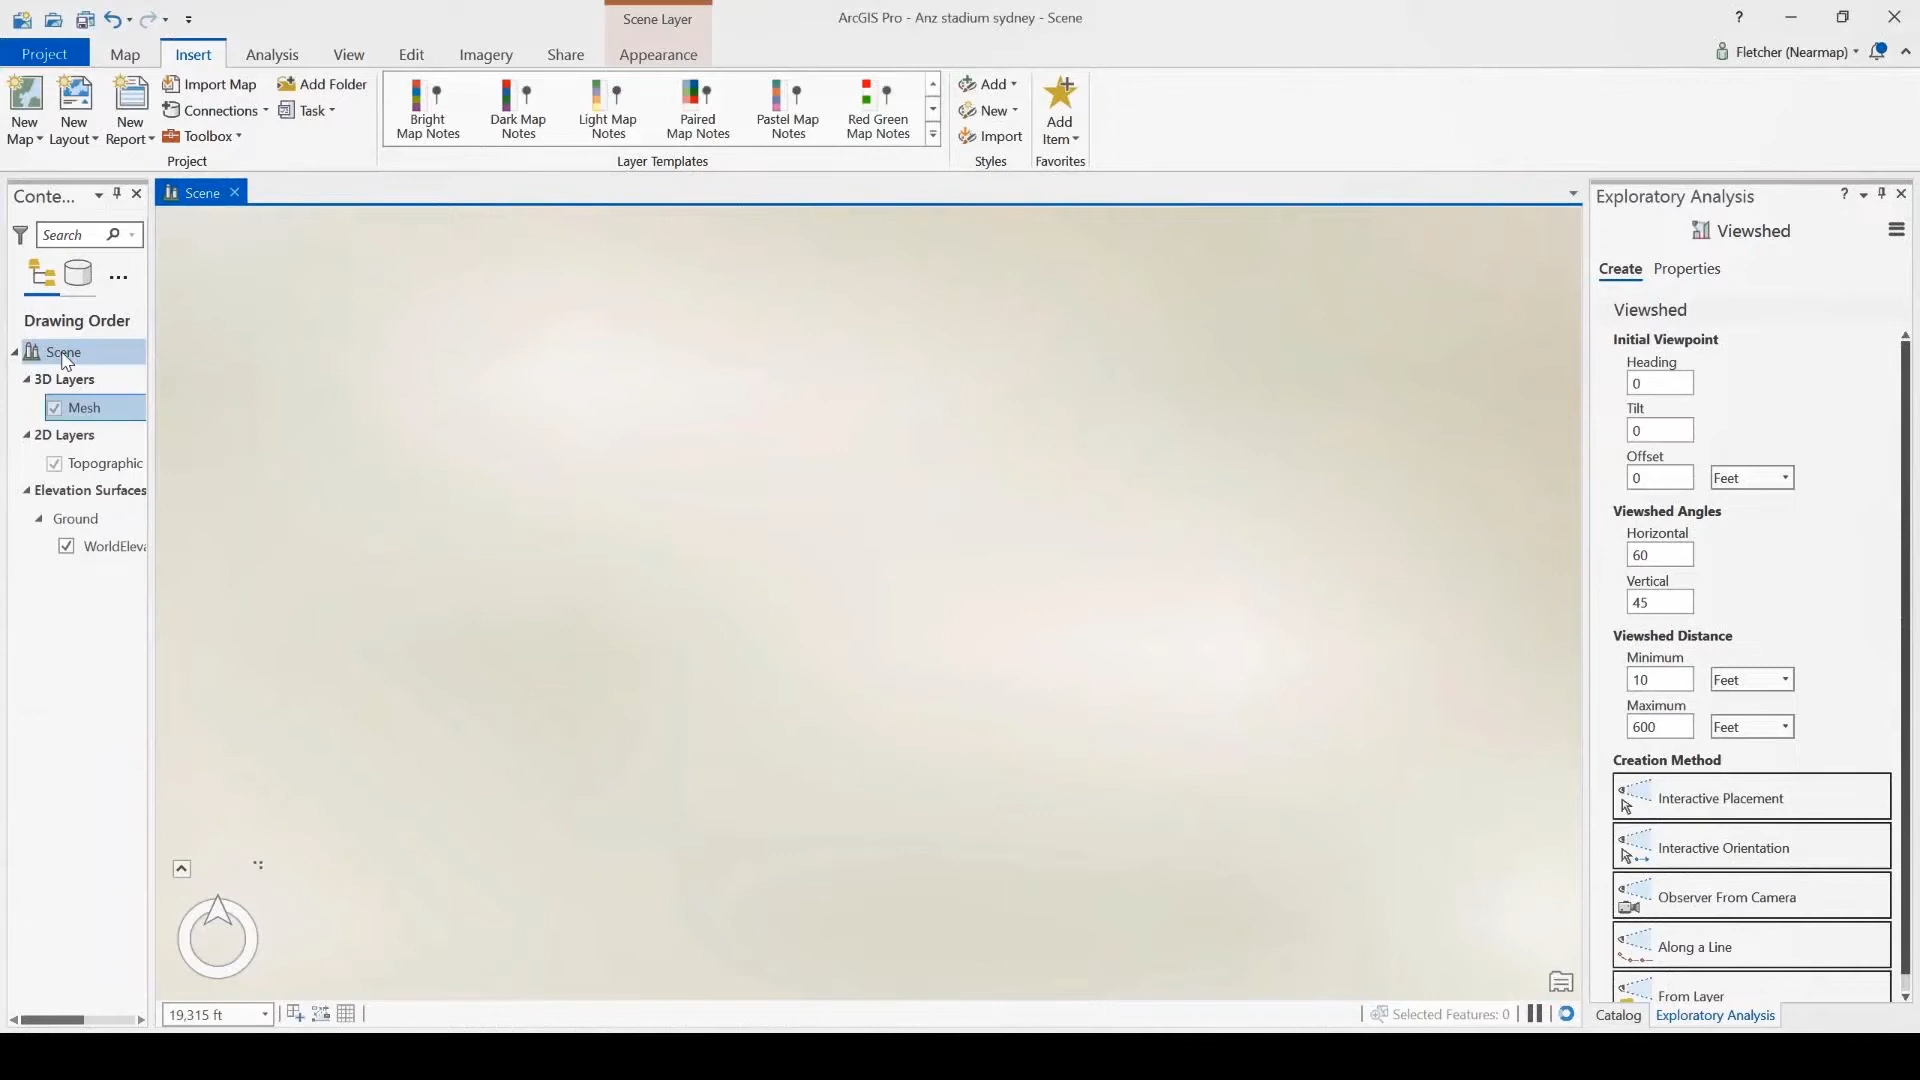 ArcGIS Pro - Anz stadium sydney - Scene
?
Scene Layer
Project
Map
Insert
Analysis
View
Edit
Imagery
Share
Appearance
Fletcher (Nearmap)
New
Map
New
Layout
New
Report
Import Map
Connections
Toolbox
Add Folder
Task
Project
Bright
Map Notes
Dark Map
Notes
Light Map
Notes
Paired
Map Notes
Pastel Map
Notes
Red Green
Map Notes
Layer Templates
Add
New
Import
Styles
Add
Item
Favorites
Conte...
Search
...
Drawing Order
Scene
3D Layers
Mesh
2D Layers
Topographic
Elevation Surfaces
Ground
WorldEleva
Scene
19,315 ft
Selected Features: 0
Exploratory Analysis
?
Viewshed
Create
Properties
Viewshed
Initial Viewpoint
Heading
0
Tilt
0
Offset
0
Feet
Viewshed Angles
Horizontal
60
Vertical
45
Viewshed Distance
Minimum
10
Feet
Maximum
600
Feet
Creation Method
Interactive Placement
Interactive Orientation
Observer From Camera
Along a Line
From Layer
Catalog
Exploratory Analysis